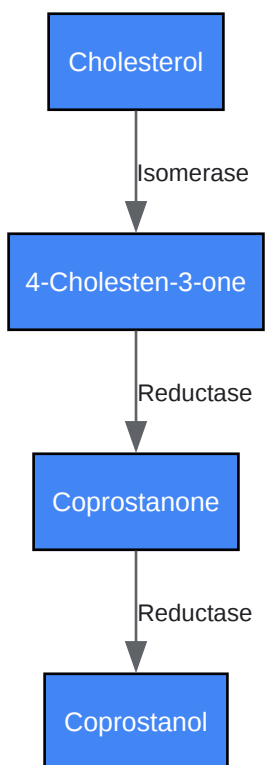 Cholesterol
Isomerase
4-Cholesten-3-one
Reductase
Coprostanone
Reductase
Coprostanol